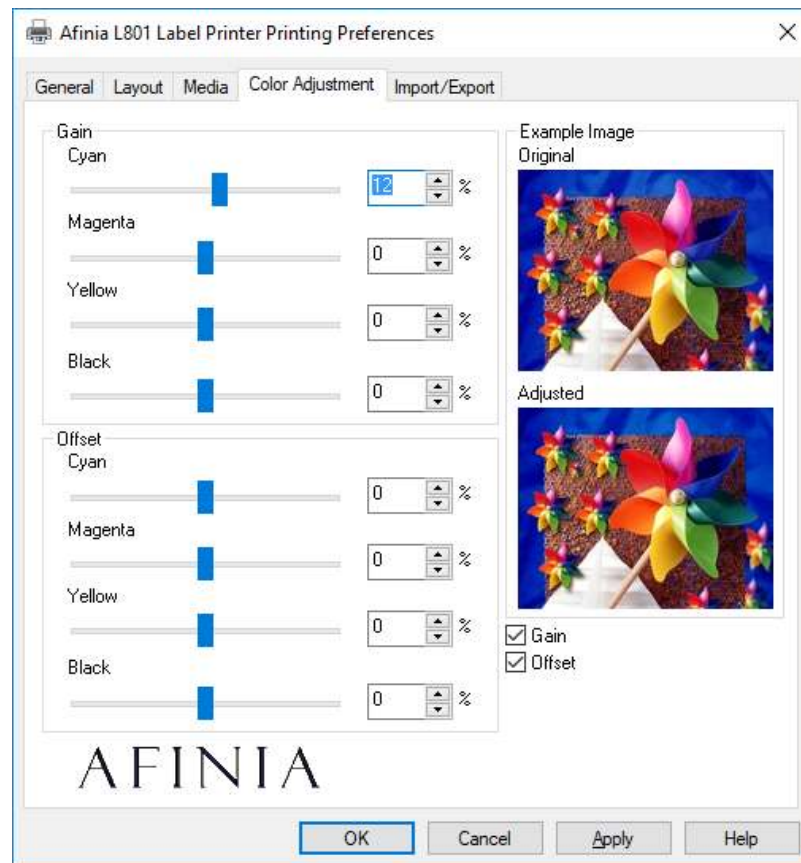 Afinia L801 Label Printer Printing Preferences
General Layout Media Color Adjustment Import/Export
Gain
Cyan
12 %
Magenta
0 %
Yellow
0 %
Black
0 %
Offset
Cyan
0 %
Magenta
0 %
Yellow
0 %
Black
0 %
Example Image
Original
Adjusted
Gain
Offset
AFINIA
OK Cancel Apply Help